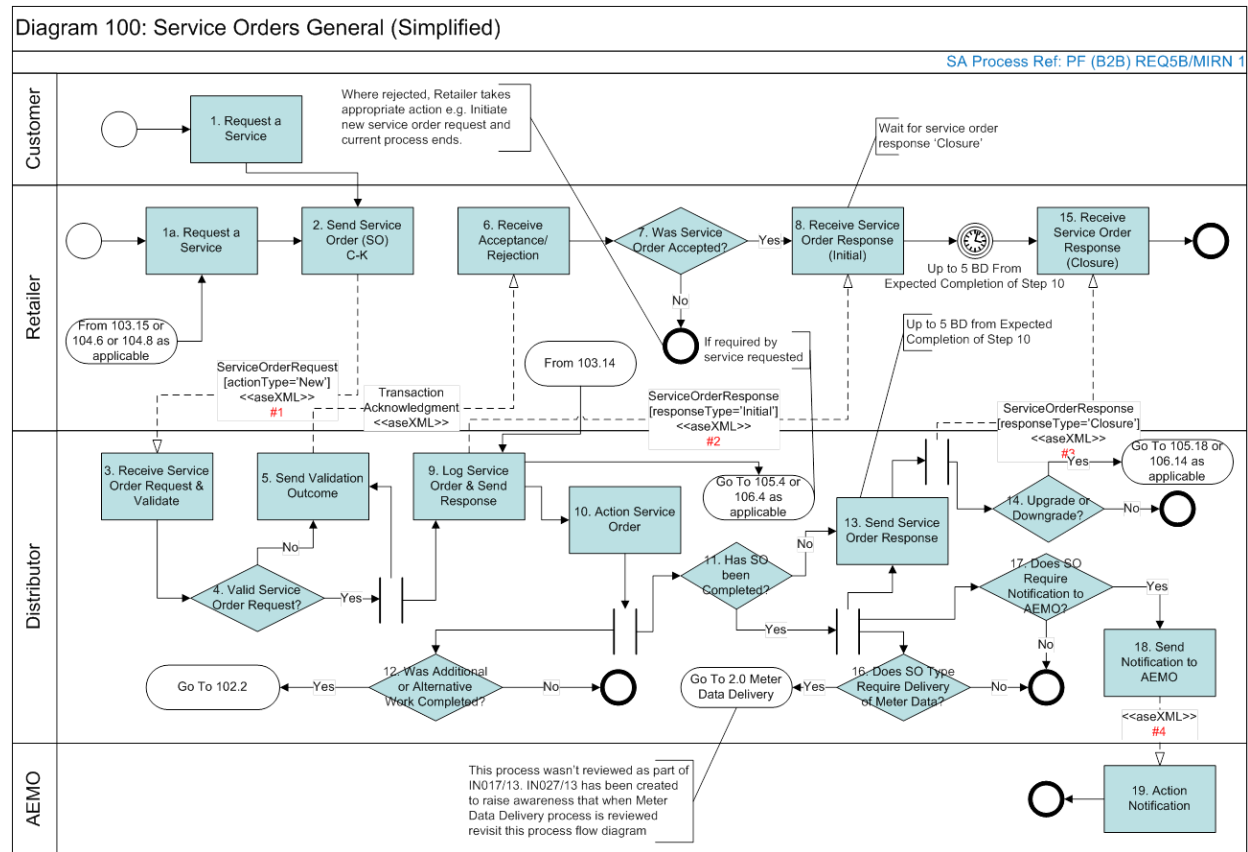 Diagram 100: Service Orders General (Simplified)
SA Process Ref: PF (B2B) REQ5B/MIRN 1
Customer
1. Request a
Service
Where rejected, Retailer takes
appropriate action e.g. Initiate
new service order request and
current process ends.
Wait for service order
response ‘Closure’
Retailer
1a. Request a
Service
2. Send Service
Order (SO)
C-K
6. Receive
Acceptance/
Rejection
7. Was Service
Order Accepted?
Yes
No
8. Receive Service
Order Response
(Initial)
Up to 5 BD From
Expected Completion of Step 10
15. Receive
Service Order
Response
(Closure)
From 103.15 or
104.6 or 104.8 as
applicable
From 103.14
If required by
service requested
Up to 5 BD from Expected
Completion of Step 10
ServiceOrderRequest
[actionType=’New’]
<<aseXML>>
#1
Transaction
Acknowledgment
<<aseXML>>
ServiceOrderResponse
[responseType=’Initial’]
<<aseXML>>
#2
ServiceOrderResponse
[responseType=’Closure’]
<<aseXML>>
#3
Distributor
3. Receive Service
Order Request &
Validate
5. Send Validation
Outcome
9. Log Service
Order & Send
Response
10. Action Service
Order
Go To 105.4 or
106.4 as
applicable
13. Send Service
Order Response
14. Upgrade or
Downgrade?
Yes
No
Go To 105.18 or
106.14 as
applicable
4. Valid Service
Order Request?
No
Yes
11. Has SO
been
Completed?
No
Yes
17. Does SO
Require
Notification to
AEMO?
Yes
No
12. Was Additional
or Alternative
Work Completed?
Yes
No
Go To 102.2
Go To 2.0 Meter
Data Delivery
16. Does SO Type
Require Delivery
of Meter Data?
Yes
No
18. Send
Notification to
AEMO
<<aseXML>>
#4
AEMO
This process wasn’t reviewed as part of
IN017/13. IN027/13 has been created
to raise awareness that when Meter
Data Delivery process is reviewed
revisit this process flow diagram
19. Action
Notification